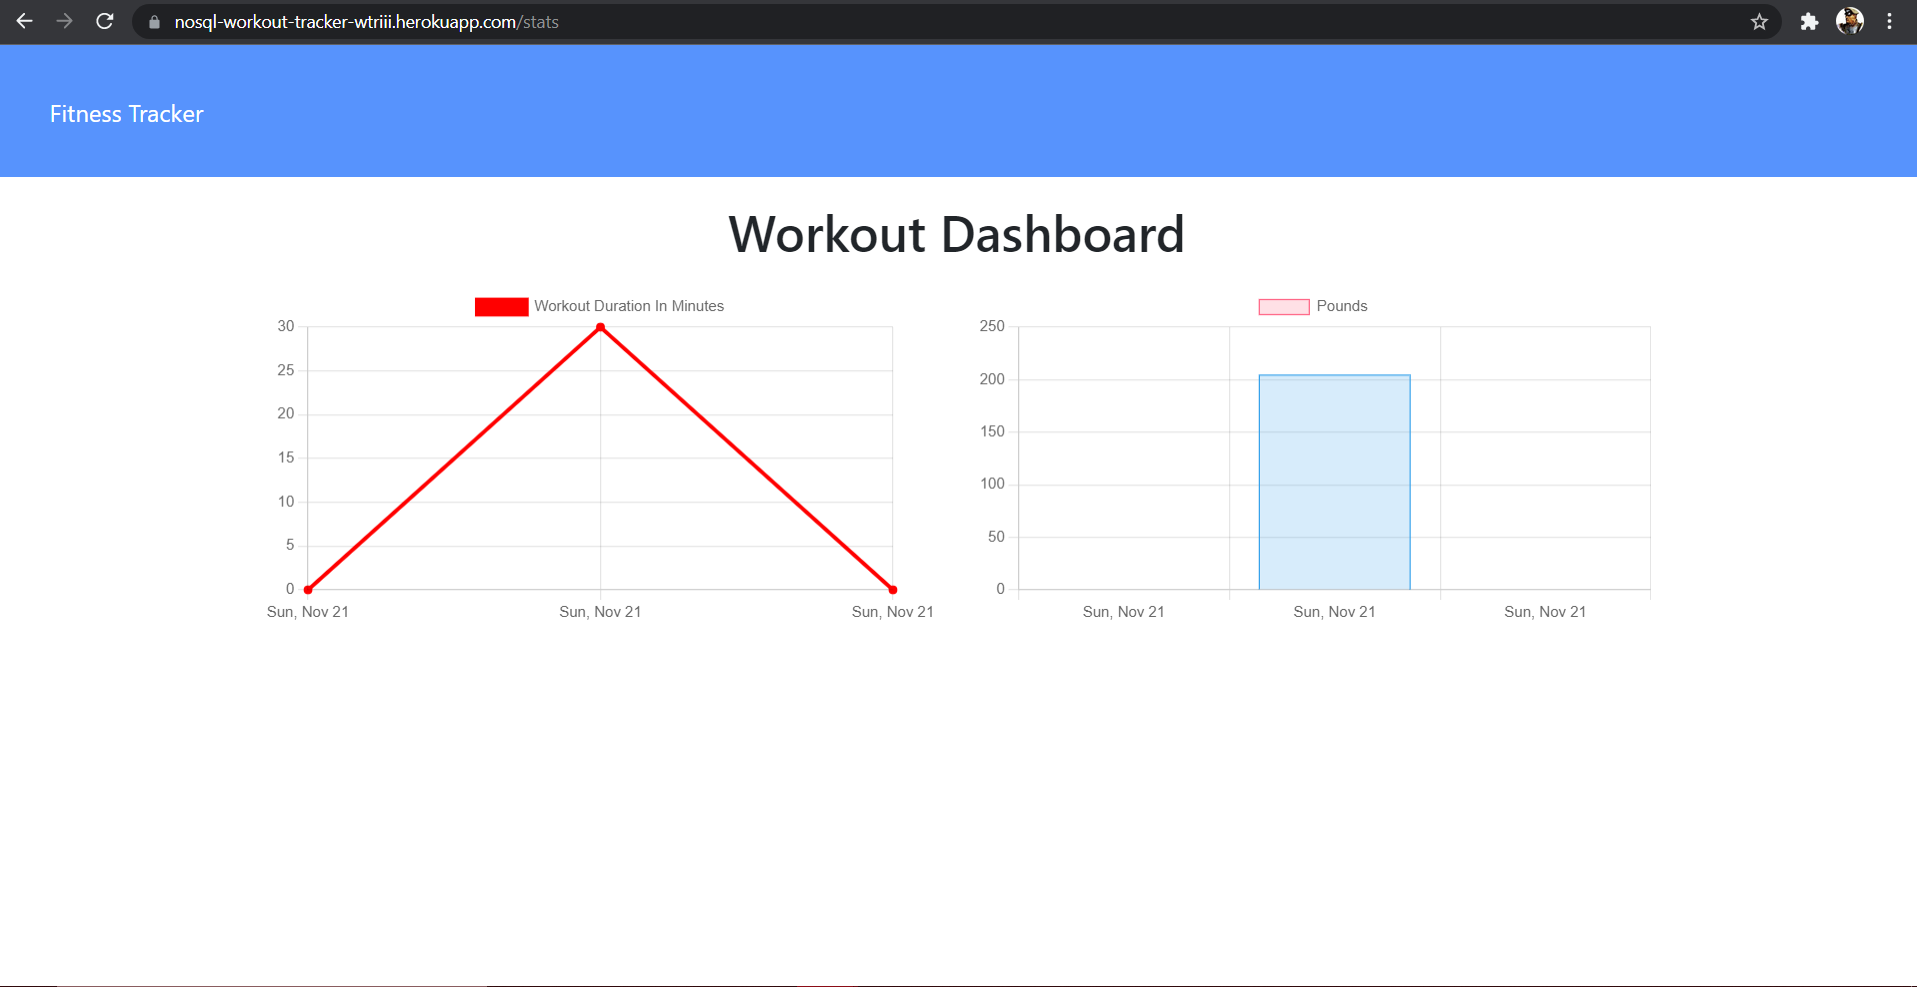 nosql-workout-tracker-wtriii.herokuapp.com/stats
Fitness Tracker
Workout Dashboard
Workout Duration In Minutes
30
25
20
15
10
5
0
Sun, Nov 21 Sun, Nov 21 Sun, Nov 21
Pounds
250
200
150
100
50
0
Sun, Nov 21 Sun, Nov 21 Sun, Nov 21